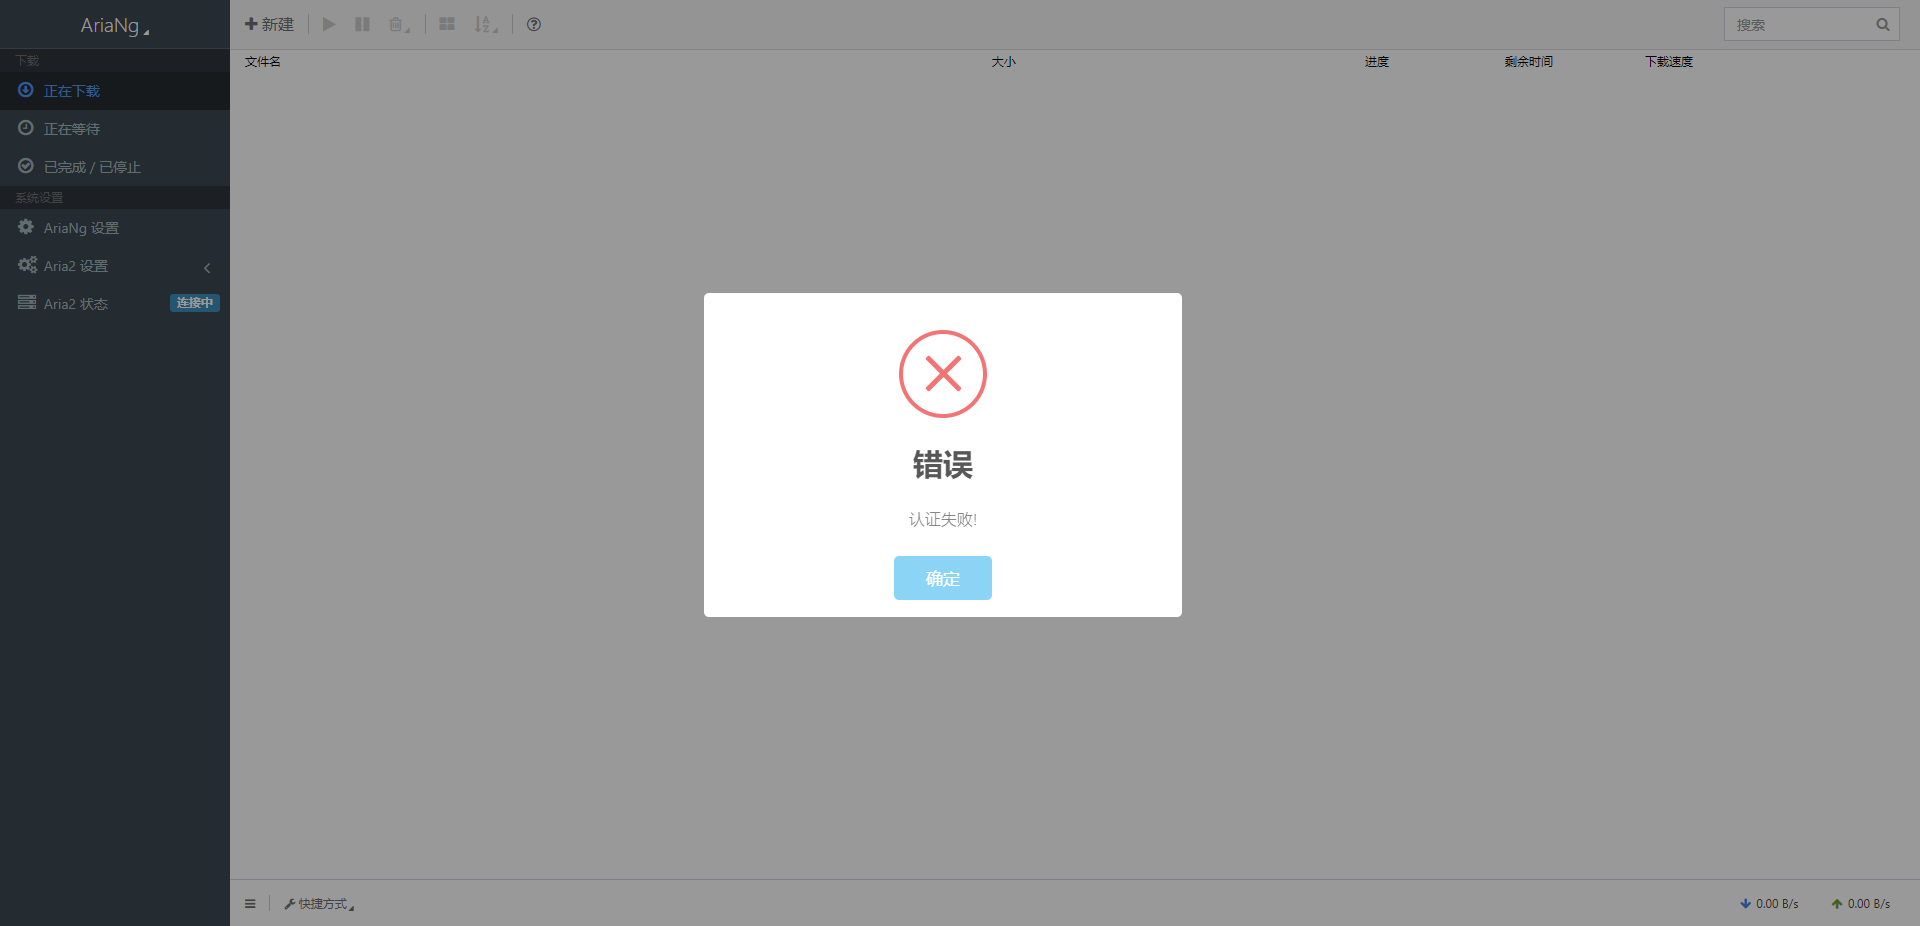 AriaNg
新建
搜索
下载
文件名 大小 进度 剩余时间 下载速度
正在下载
正在等待
已完成 / 已停止
系统设置
AriaNg 设置
Aria2 设置
Aria2 状态 连接中
错误
认证失败!
确定
快捷方式
0.00 B/s 0.00 B/s